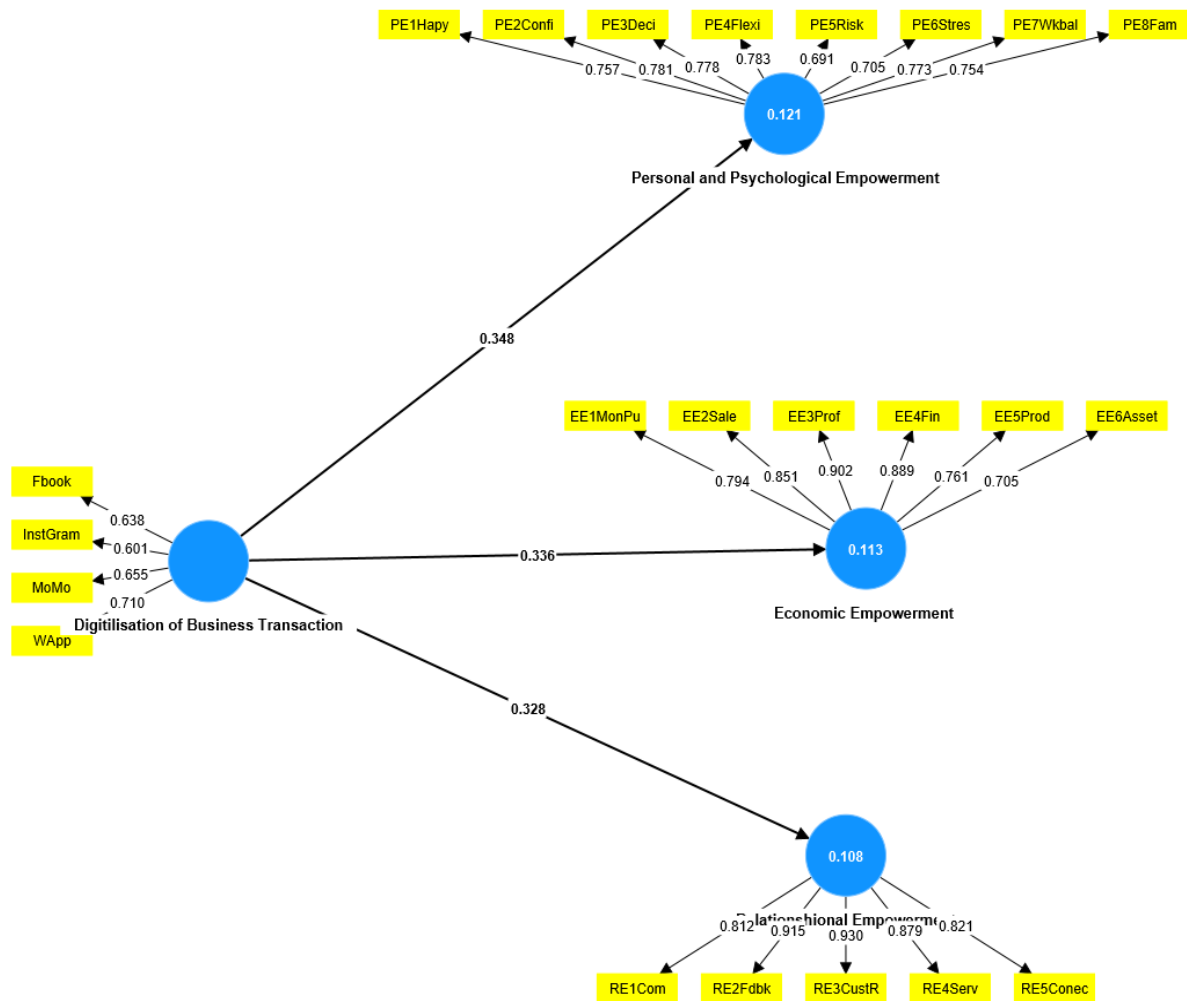 PE1Hapy PE2Confi PE3Deci PE4Flexi PE5Risk PE6Stres PE7Wkbal PE8Fam
0.757 0.781 0.778 0.783 0.691 0.705 0.773 0.754
0.121
Personal and Psychological Empowerment
0.348
EE1MonPu EE2Sale EE3Prof EE4Fin EE5Prod EE6Asset
0.794 0.851 0.902 0.889 0.761 0.705
0.336
0.113
Economic Empowerment
Fbook
0.638
InstGram
0.601
MoMo
0.655
0.710
WApp
Digitilisation of Business Transaction
0.328
0.108
Relationshional Empowerment
0.812 0.915 0.930 0.879 0.821
RE1Com RE2Fdbk RE3CustR RE4Serv RE5Conec